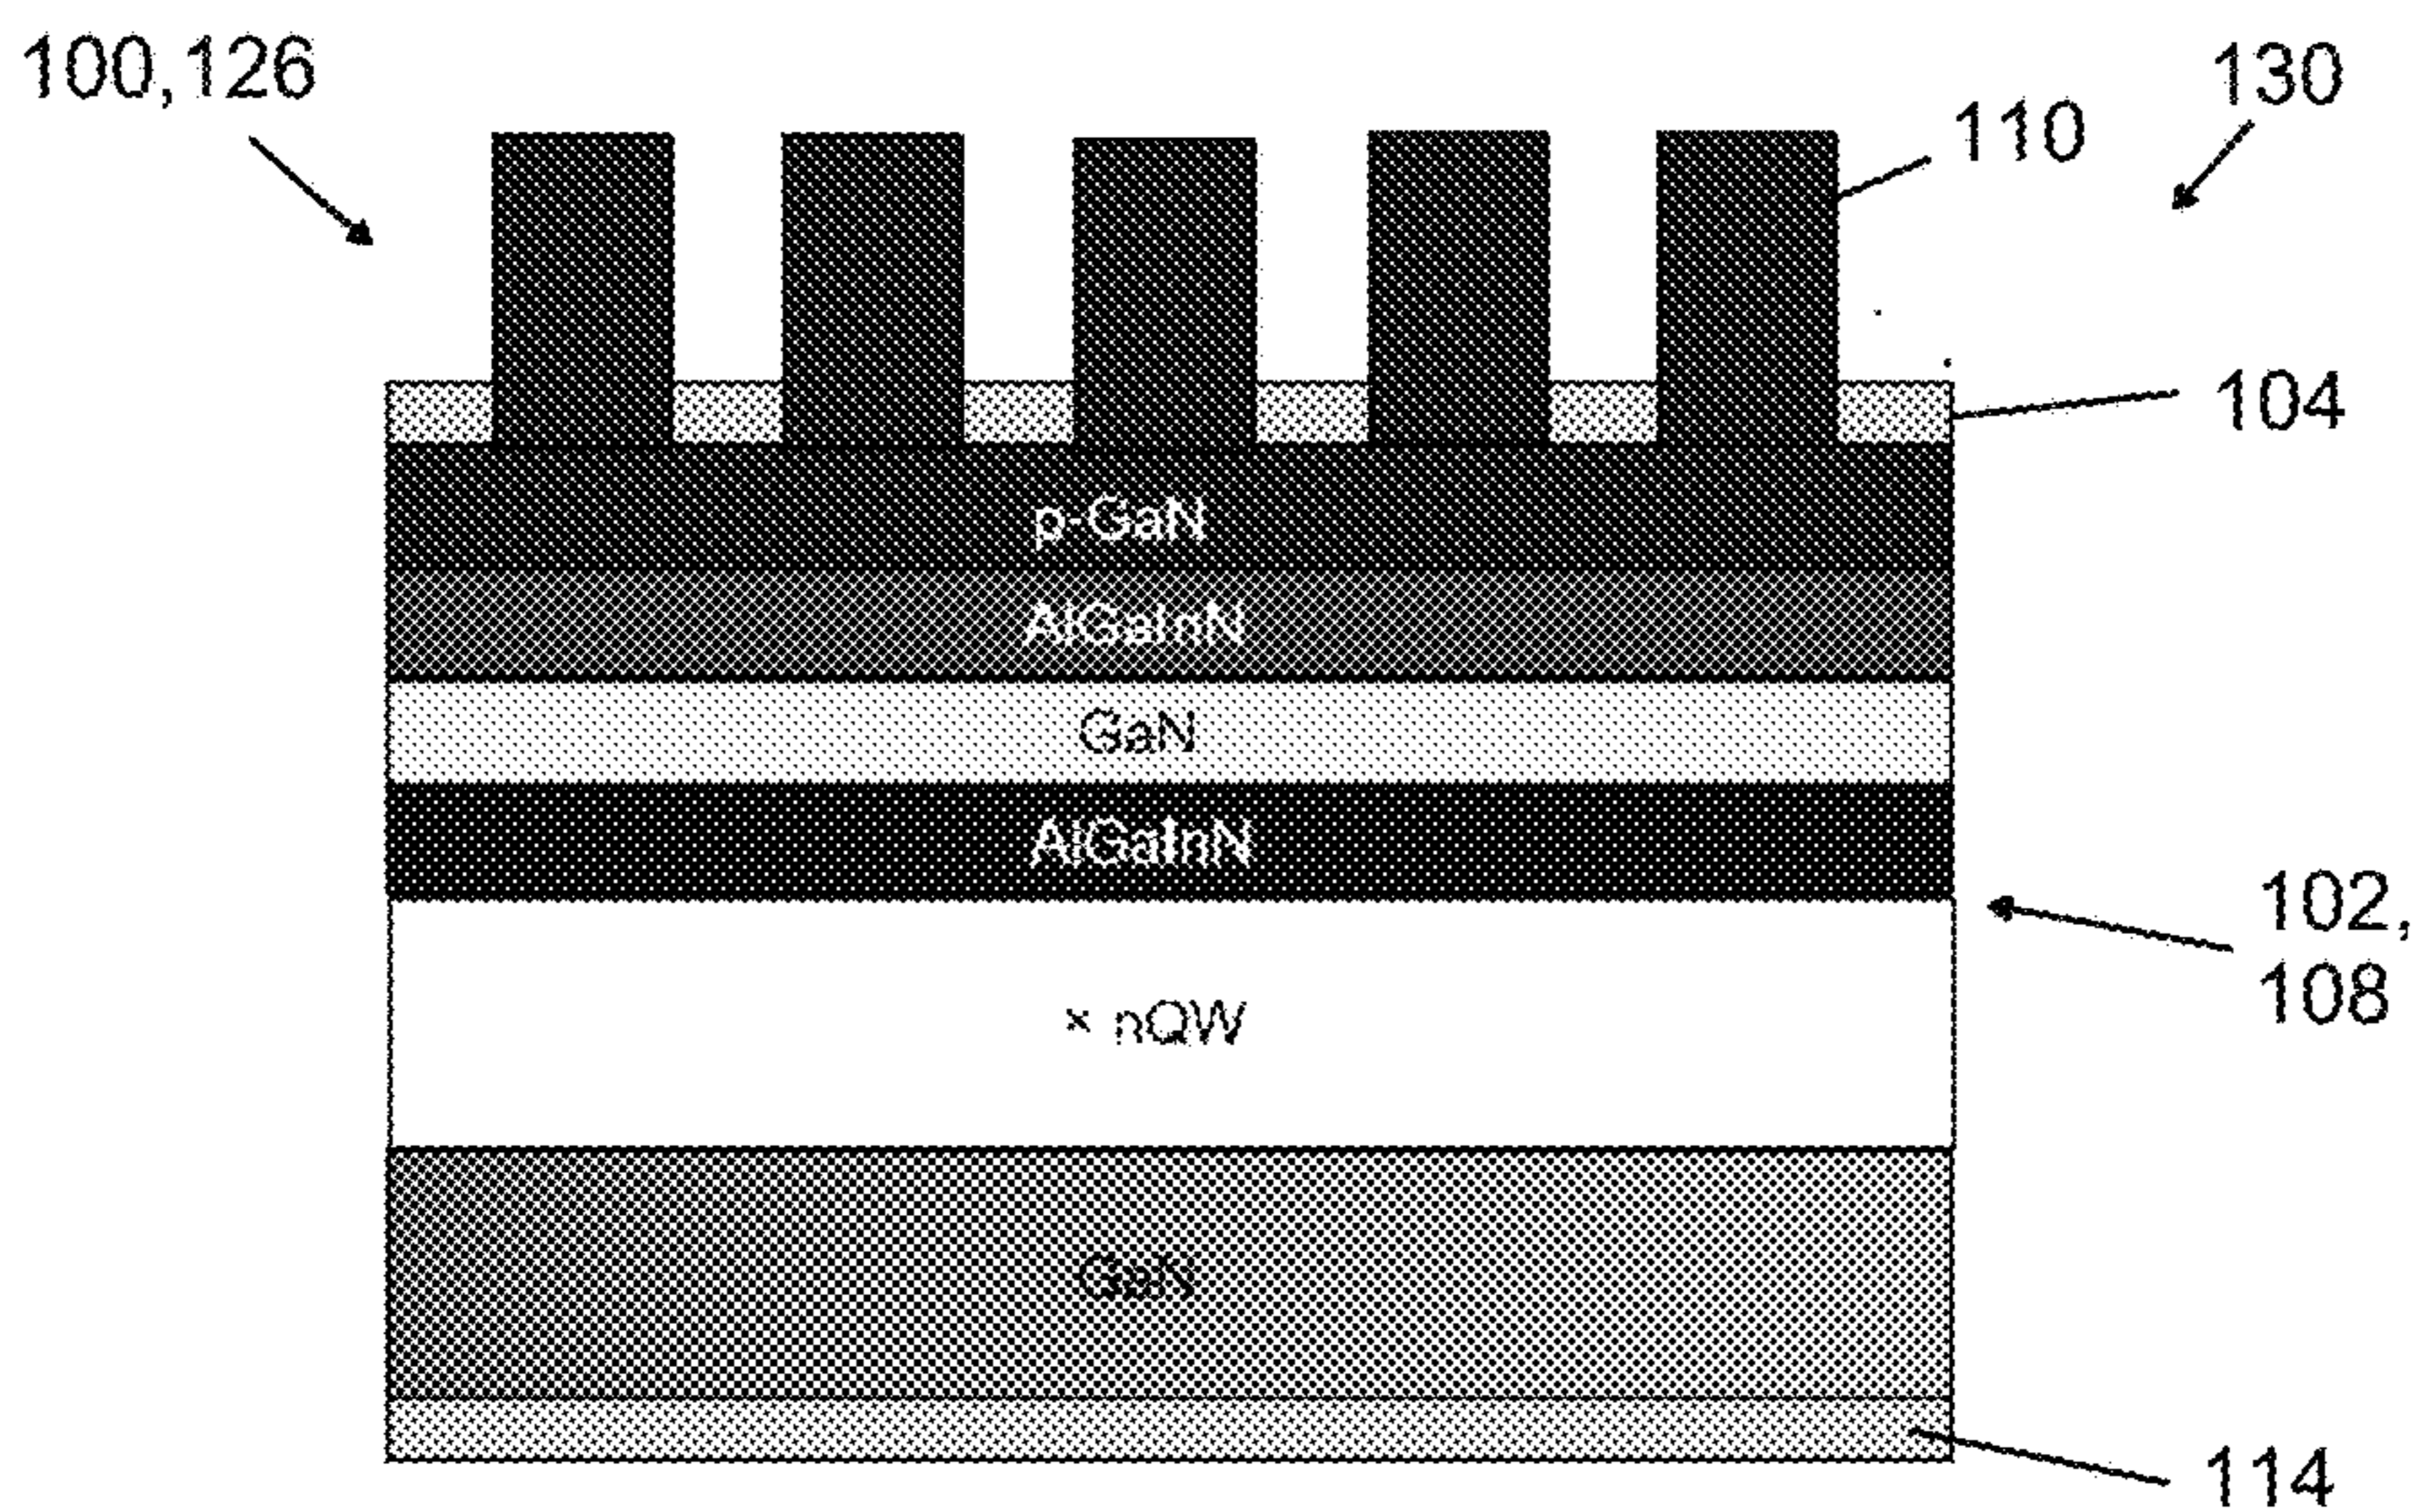 100,126
130
110
104
p-GaN
AlGaInN
GaN
AlGaInN
102,
108
× nQW
GaN
114